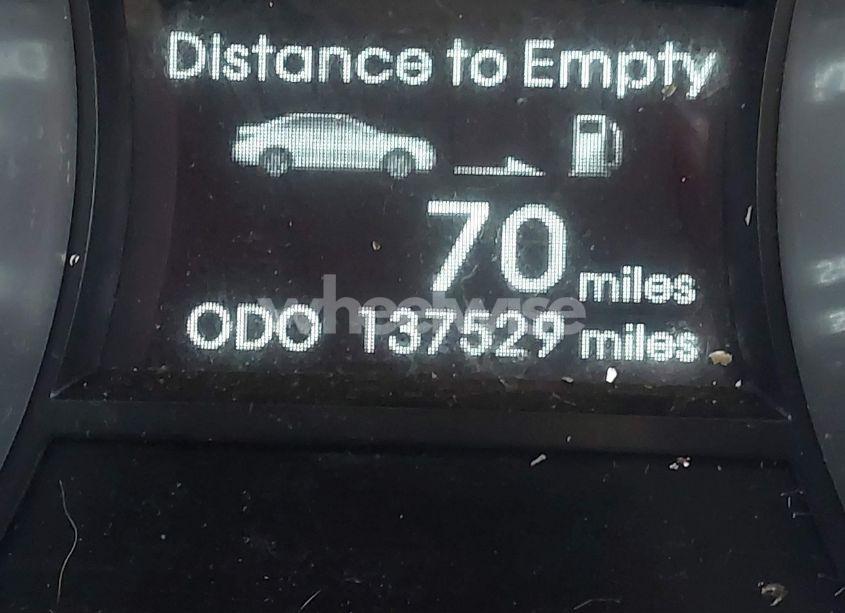 Distance to Empty
70 miles
wheelwise
ODO 137529 miles